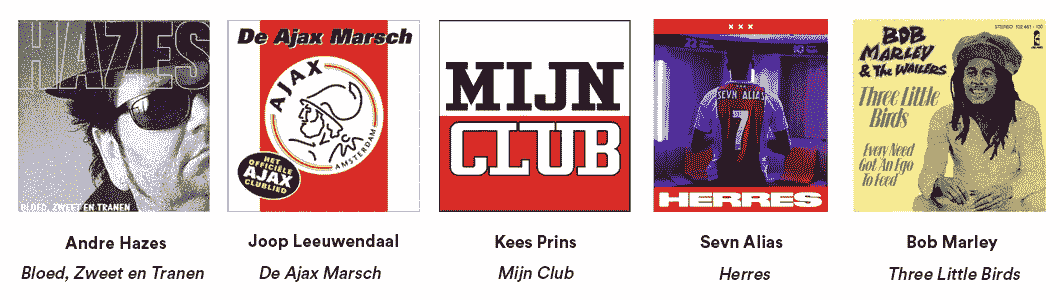 HAZES
BLOED, ZWEET EN TRANEN
De Ajax Marsch
AJAX
AMSTERDAM
HET
OFFICIËLE
AJAX
CLUBLIED
MIJN
CLUB
XXX
22
SEVN ALIAS
7
HERRES
STEREO
BOB
MARLEY
& THE WAILERS
Three Little
Birds
Every Need
Got An Ego
To Feed
Andre Hazes
Joop Leeuwendaal
Kees Prins
Sevn Alias
Bob Marley
Bloed, Zweet en Tranen
De Ajax Marsch
Mijn Club
Herres
Three Little Birds